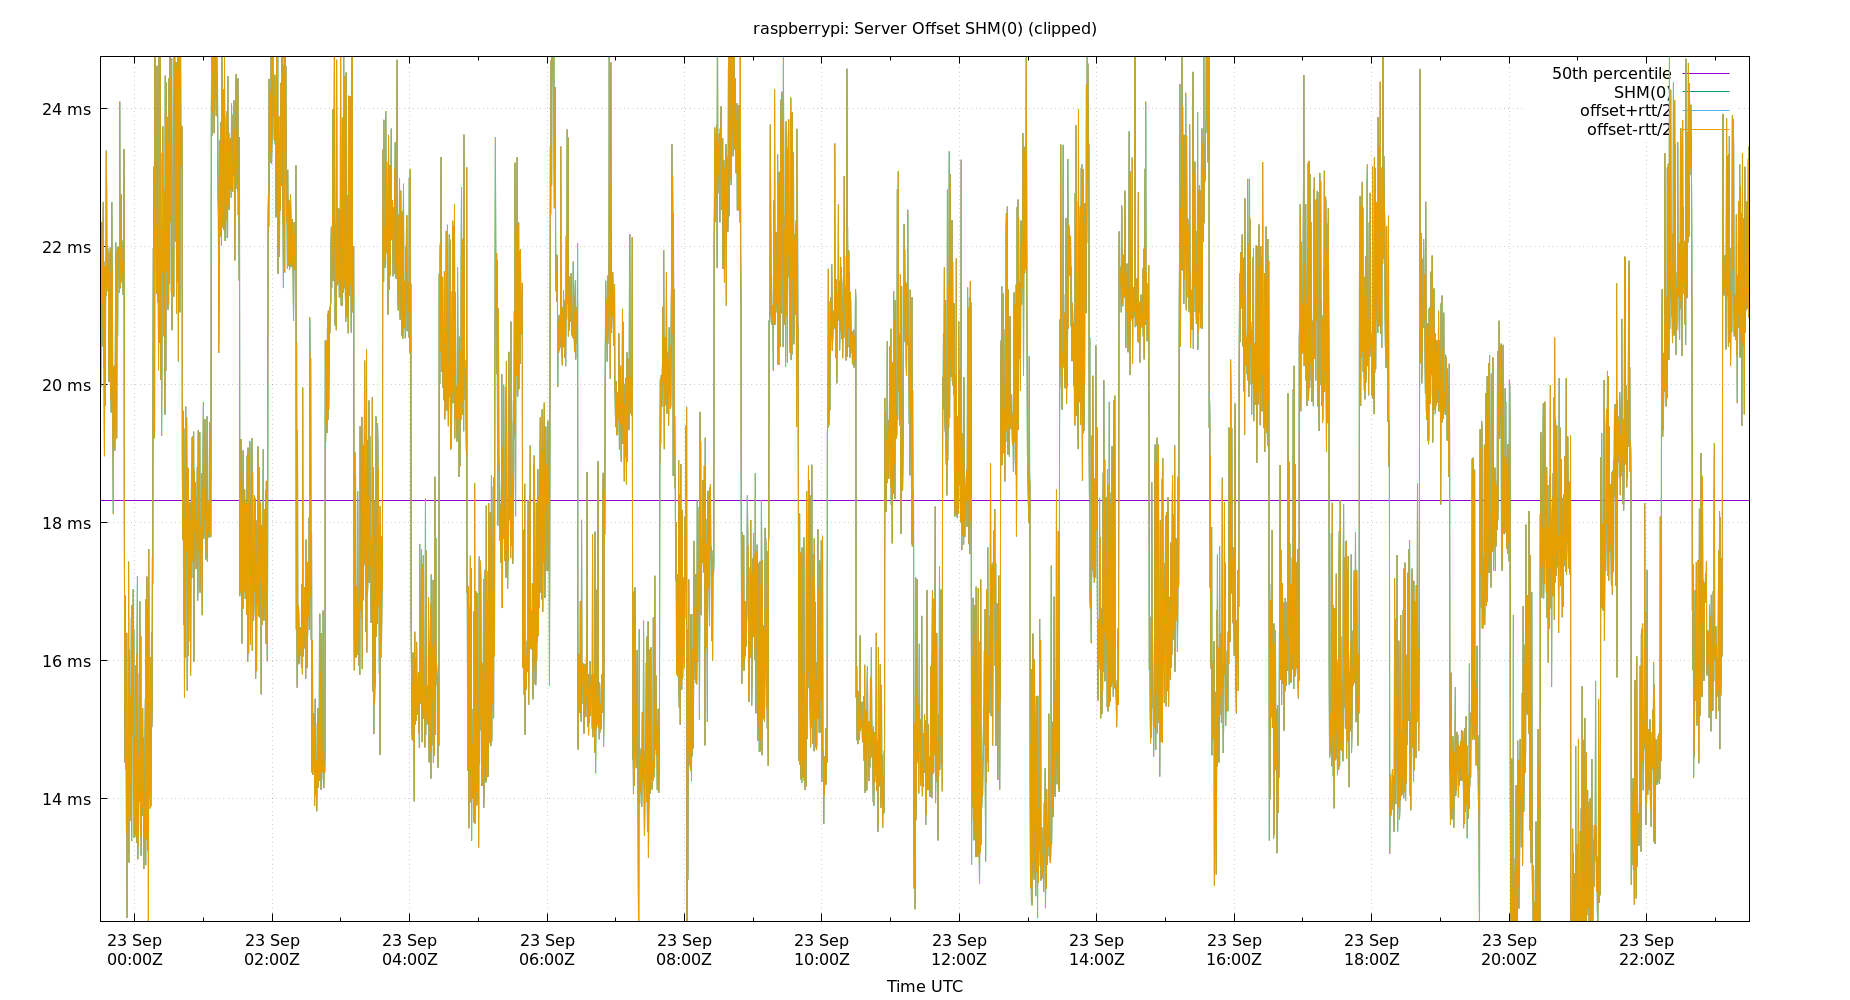 raspberrypi: Server Offset SHM(0) (clipped)
50th percentile
SHM(0)
offset+rtt/2
offset-rtt/2
24 ms
22 ms
20 ms
18 ms
16 ms
14 ms
23 Sep 23 Sep 23 Sep 23 Sep 23 Sep 23 Sep 23 Sep 23 Sep 23 Sep 23 Sep 23 Sep 23 Sep
00:00Z 02:00Z 04:00Z 06:00Z 08:00Z 10:00Z 12:00Z 14:00Z 16:00Z 18:00Z 20:00Z 22:00Z
Time UTC